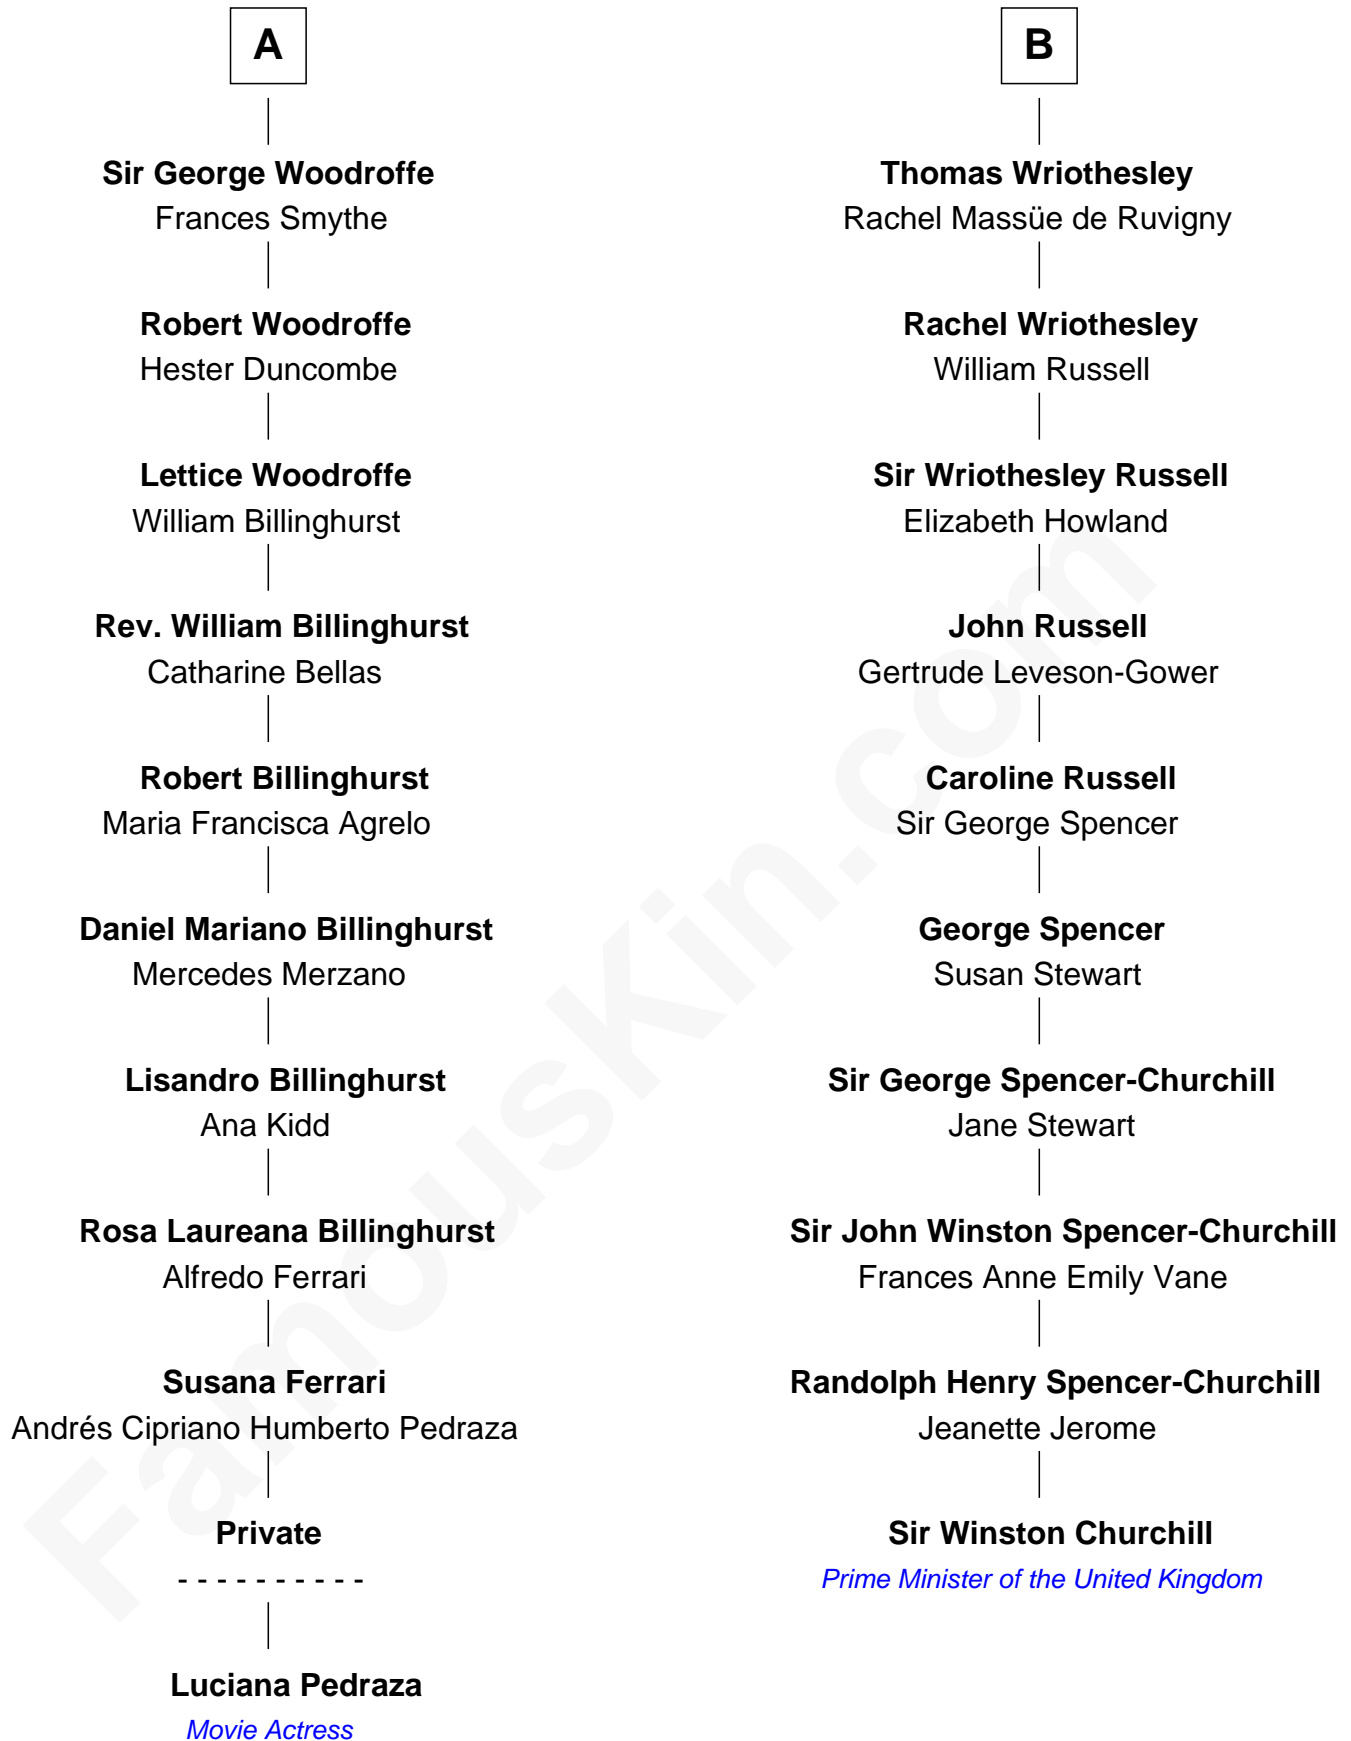 A
Sir George Woodroffe
Frances Smythe
Robert Woodroffe
Hester Duncombe
Lettice Woodroffe
William Billinghurst
Rev. William Billinghurst
Catharine Bellas
Robert Billinghurst
Maria Francisca Agrelo
Daniel Mariano Billinghurst
Mercedes Merzano
Lisandro Billinghurst
Ana Kidd
Rosa Laureana Billinghurst
Alfredo Ferrari
Susana Ferrari
Andrés Cipriano Humberto Pedraza
Private
- - - - - - - - - -
Luciana Pedraza
Movie Actress
B
Thomas Wriothesley
Rachel Massüe de Ruvigny
Rachel Wriothesley
William Russell
Sir Wriothesley Russell
Elizabeth Howland
John Russell
Gertrude Leveson-Gower
Caroline Russell
Sir George Spencer
George Spencer
Susan Stewart
Sir George Spencer-Churchill
Jane Stewart
Sir John Winston Spencer-Churchill
Frances Anne Emily Vane
Randolph Henry Spencer-Churchill
Jeanette Jerome
Sir Winston Churchill
Prime Minister of the United Kingdom
FamousKin.com